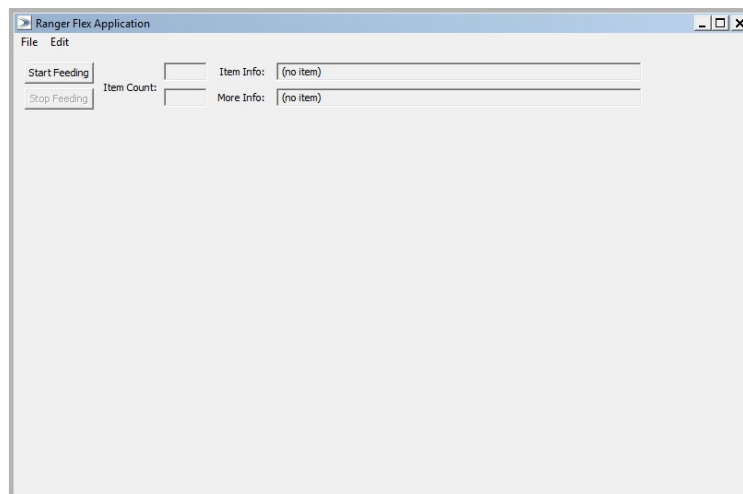 Ranger Flex Application
File Edit
Start Feeding
Stop Feeding
Item Count:
Item Info: (no item)
More Info: (no item)